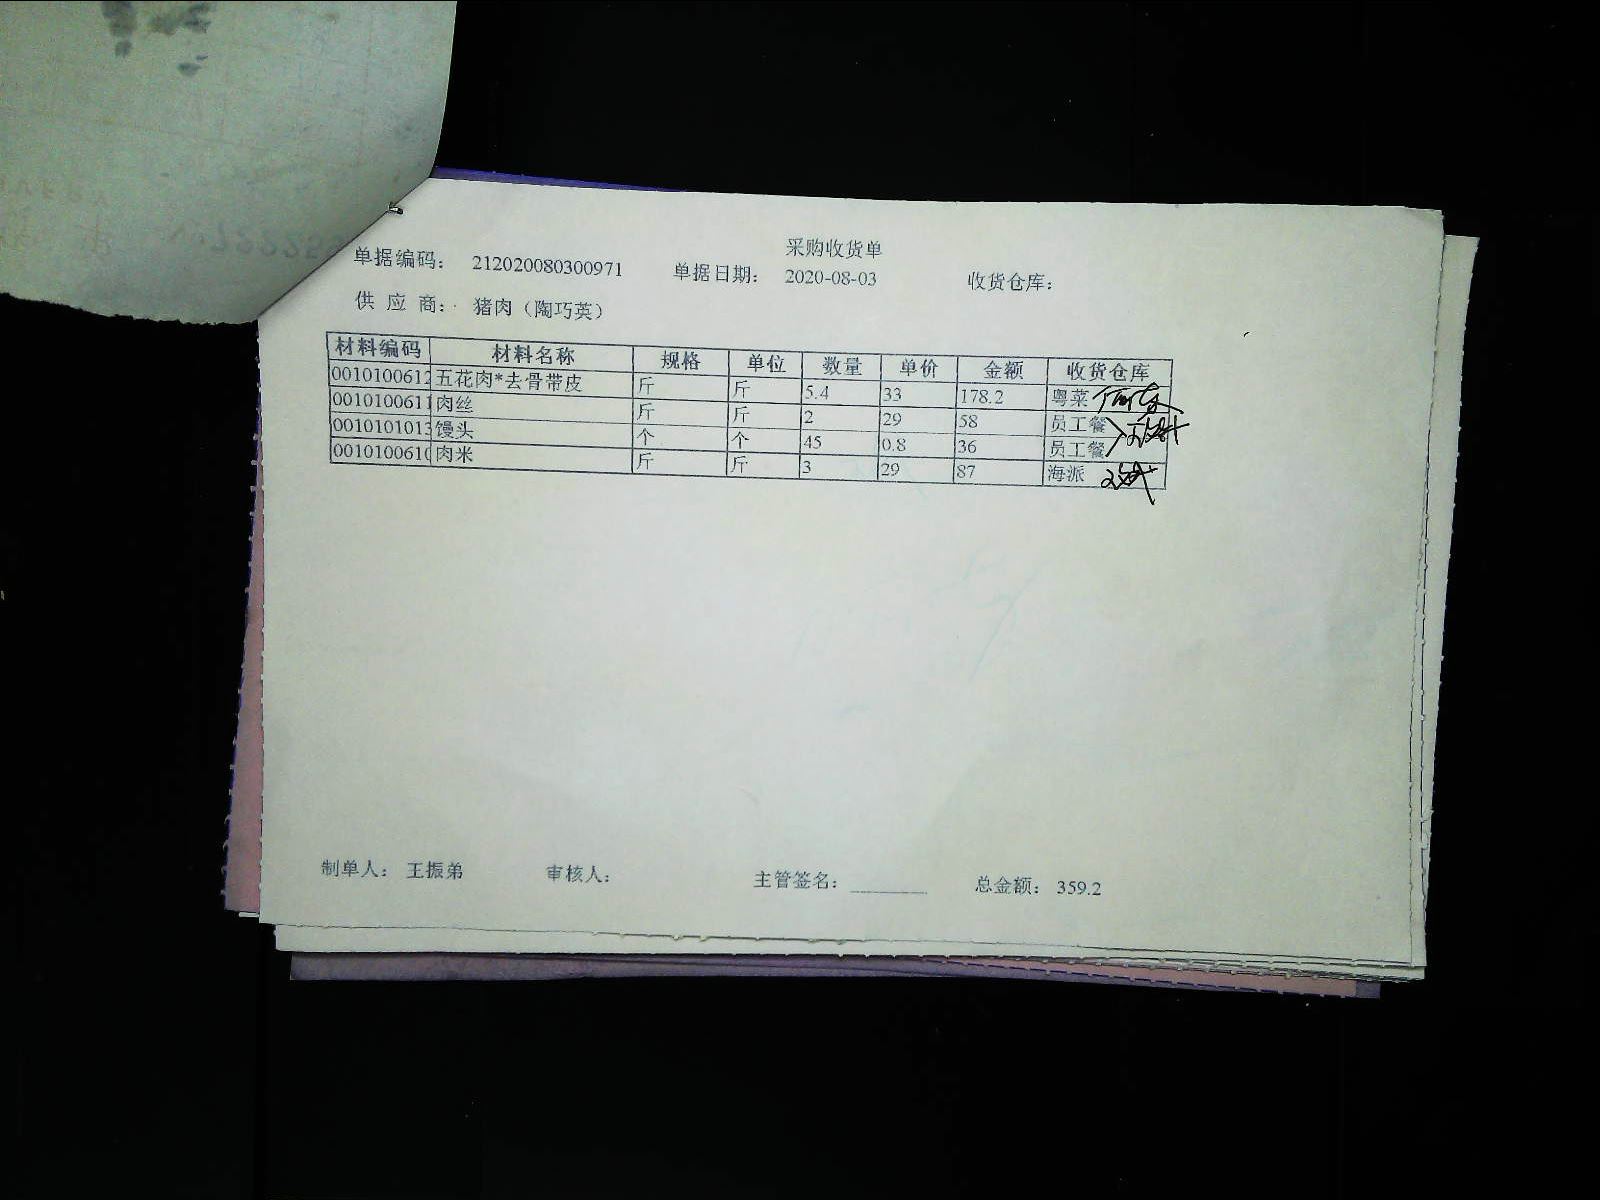 采购收货单
单据编码： 212020080300971 单据日期： 2020-08-03 收货仓库：
供 应 商： 猪肉（陶巧英）
材料编码 材料名称 规格 单位 数量 单价 金额 收货仓库
0010100612 五花肉*去骨带皮 斤 斤 5.4 33 178.2 粤菜
0010100611 肉丝 斤 斤 2 29 58 员工餐
0010101013 馒头 个 个 45 0.8 36 员工餐
001010061 肉米 斤 斤 3 29 87 海派
制单人： 王振弟 审核人： 主管签名： 总金额： 359.2